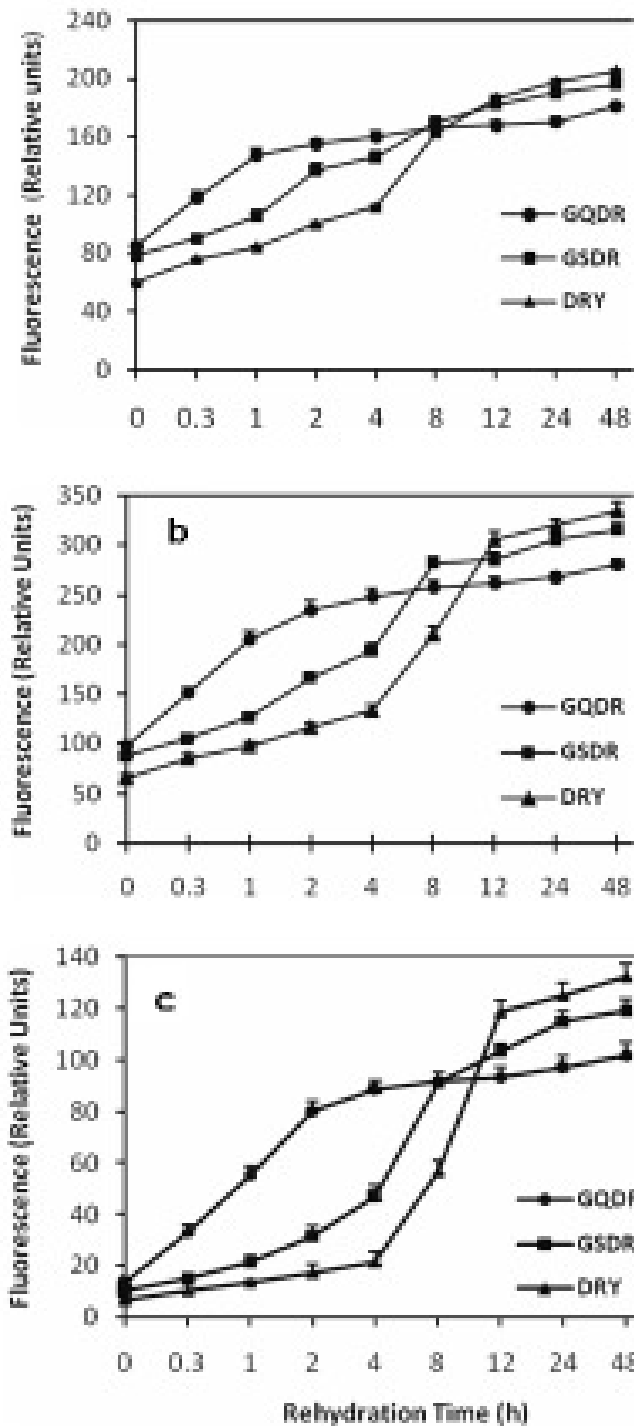 Fluorescence (Relative units)
240
200
160
120
80
40
0
GQDR
GSDR
DRY
0 0.3 1 2 4 8 12 24 48
Fluorescence (Relative Units)
b
350
300
250
200
150
100
50
0
GQDR
GSDR
DRY
0 0.3 1 2 4 8 12 24 48
Fluorescence (Relative Units)
c
140
120
100
80
60
40
20
0
GQDR
GSDR
DRY
0 0.3 1 2 4 8 12 24 48
Rehydration Time (h)